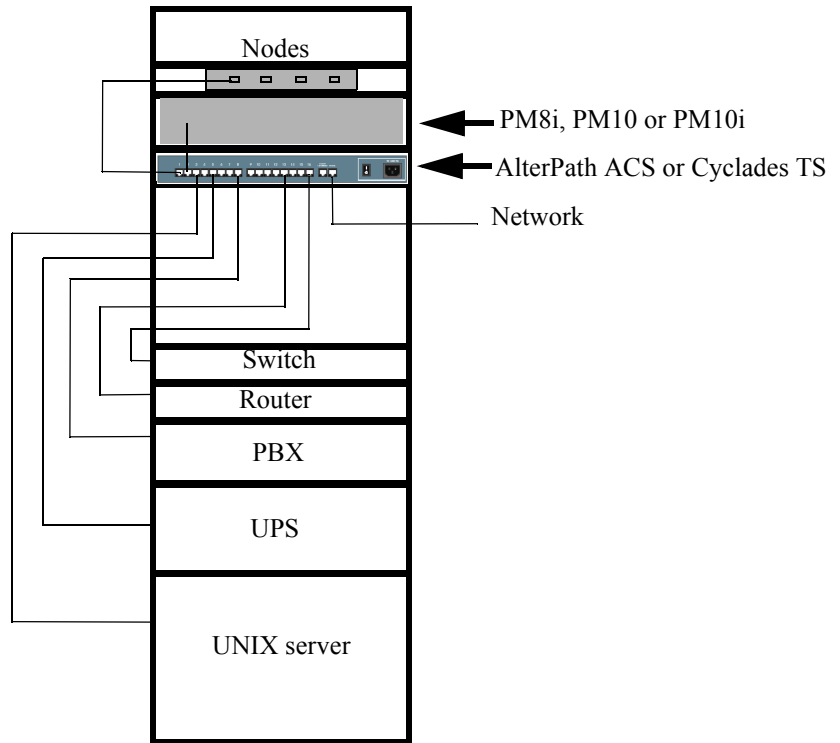 Nodes
PM8i, PM10 or PM10i
AlterPath ACS or Cyclades TS
Network
Switch
Router
PBX
UPS
UNIX server